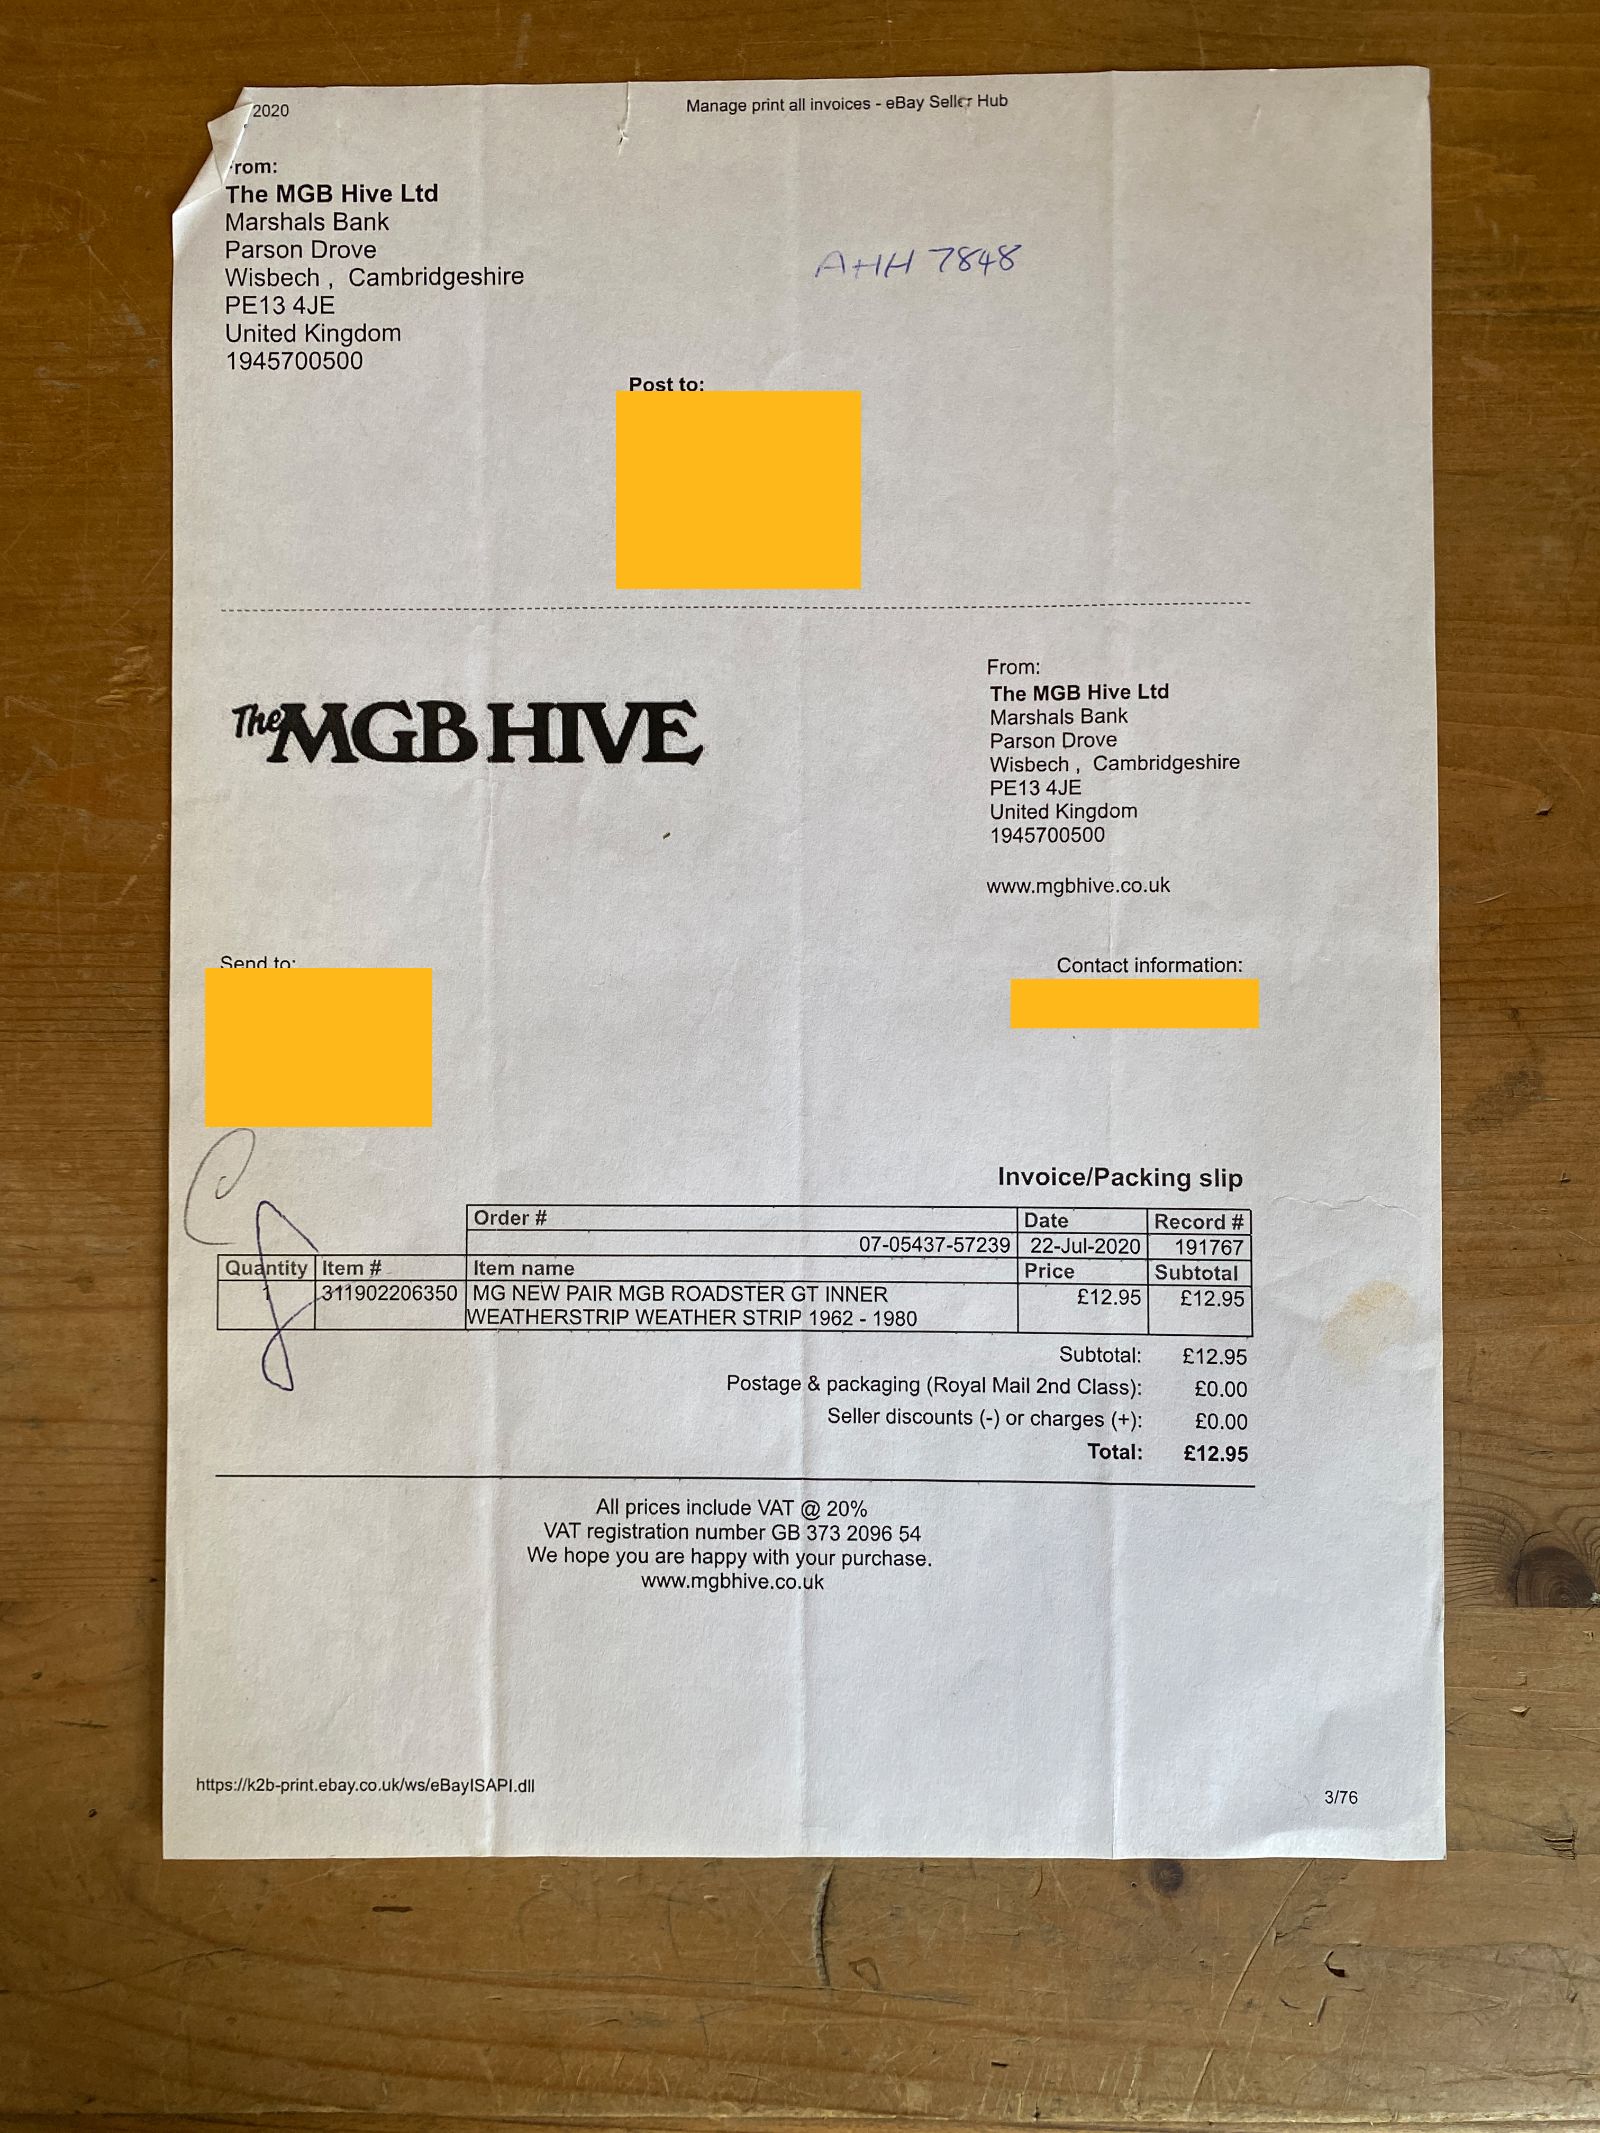 2020
Manage print all invoices - eBay Seller Hub
rom:
The MGB Hive Ltd
Marshals Bank
Parson Drove
Wisbech , Cambridgeshire
PE13 4JE
United Kingdom
1945700500
AHH 7848
Post to:
The MGB HIVE
From:
The MGB Hive Ltd
Marshals Bank
Parson Drove
Wisbech , Cambridgeshire
PE13 4JE
United Kingdom
1945700500
www.mgbhive.co.uk
Send to:
Contact information:
Invoice/Packing slip
Order # Date Record #
07-05437-57239 22-Jul-2020 191767
Quantity Item # Item name Price Subtotal
1 311902206350 MG NEW PAIR MGB ROADSTER GT INNER £12.95 £12.95
WEATHERSTRIP WEATHER STRIP 1962 - 1980
Subtotal: £12.95
Postage & packaging (Royal Mail 2nd Class): £0.00
Seller discounts (-) or charges (+): £0.00
Total: £12.95
All prices include VAT @ 20%
VAT registration number GB 373 2096 54
We hope you are happy with your purchase.
www.mgbhive.co.uk
https://k2b-print.ebay.co.uk/ws/eBayISAPI.dll
3/76